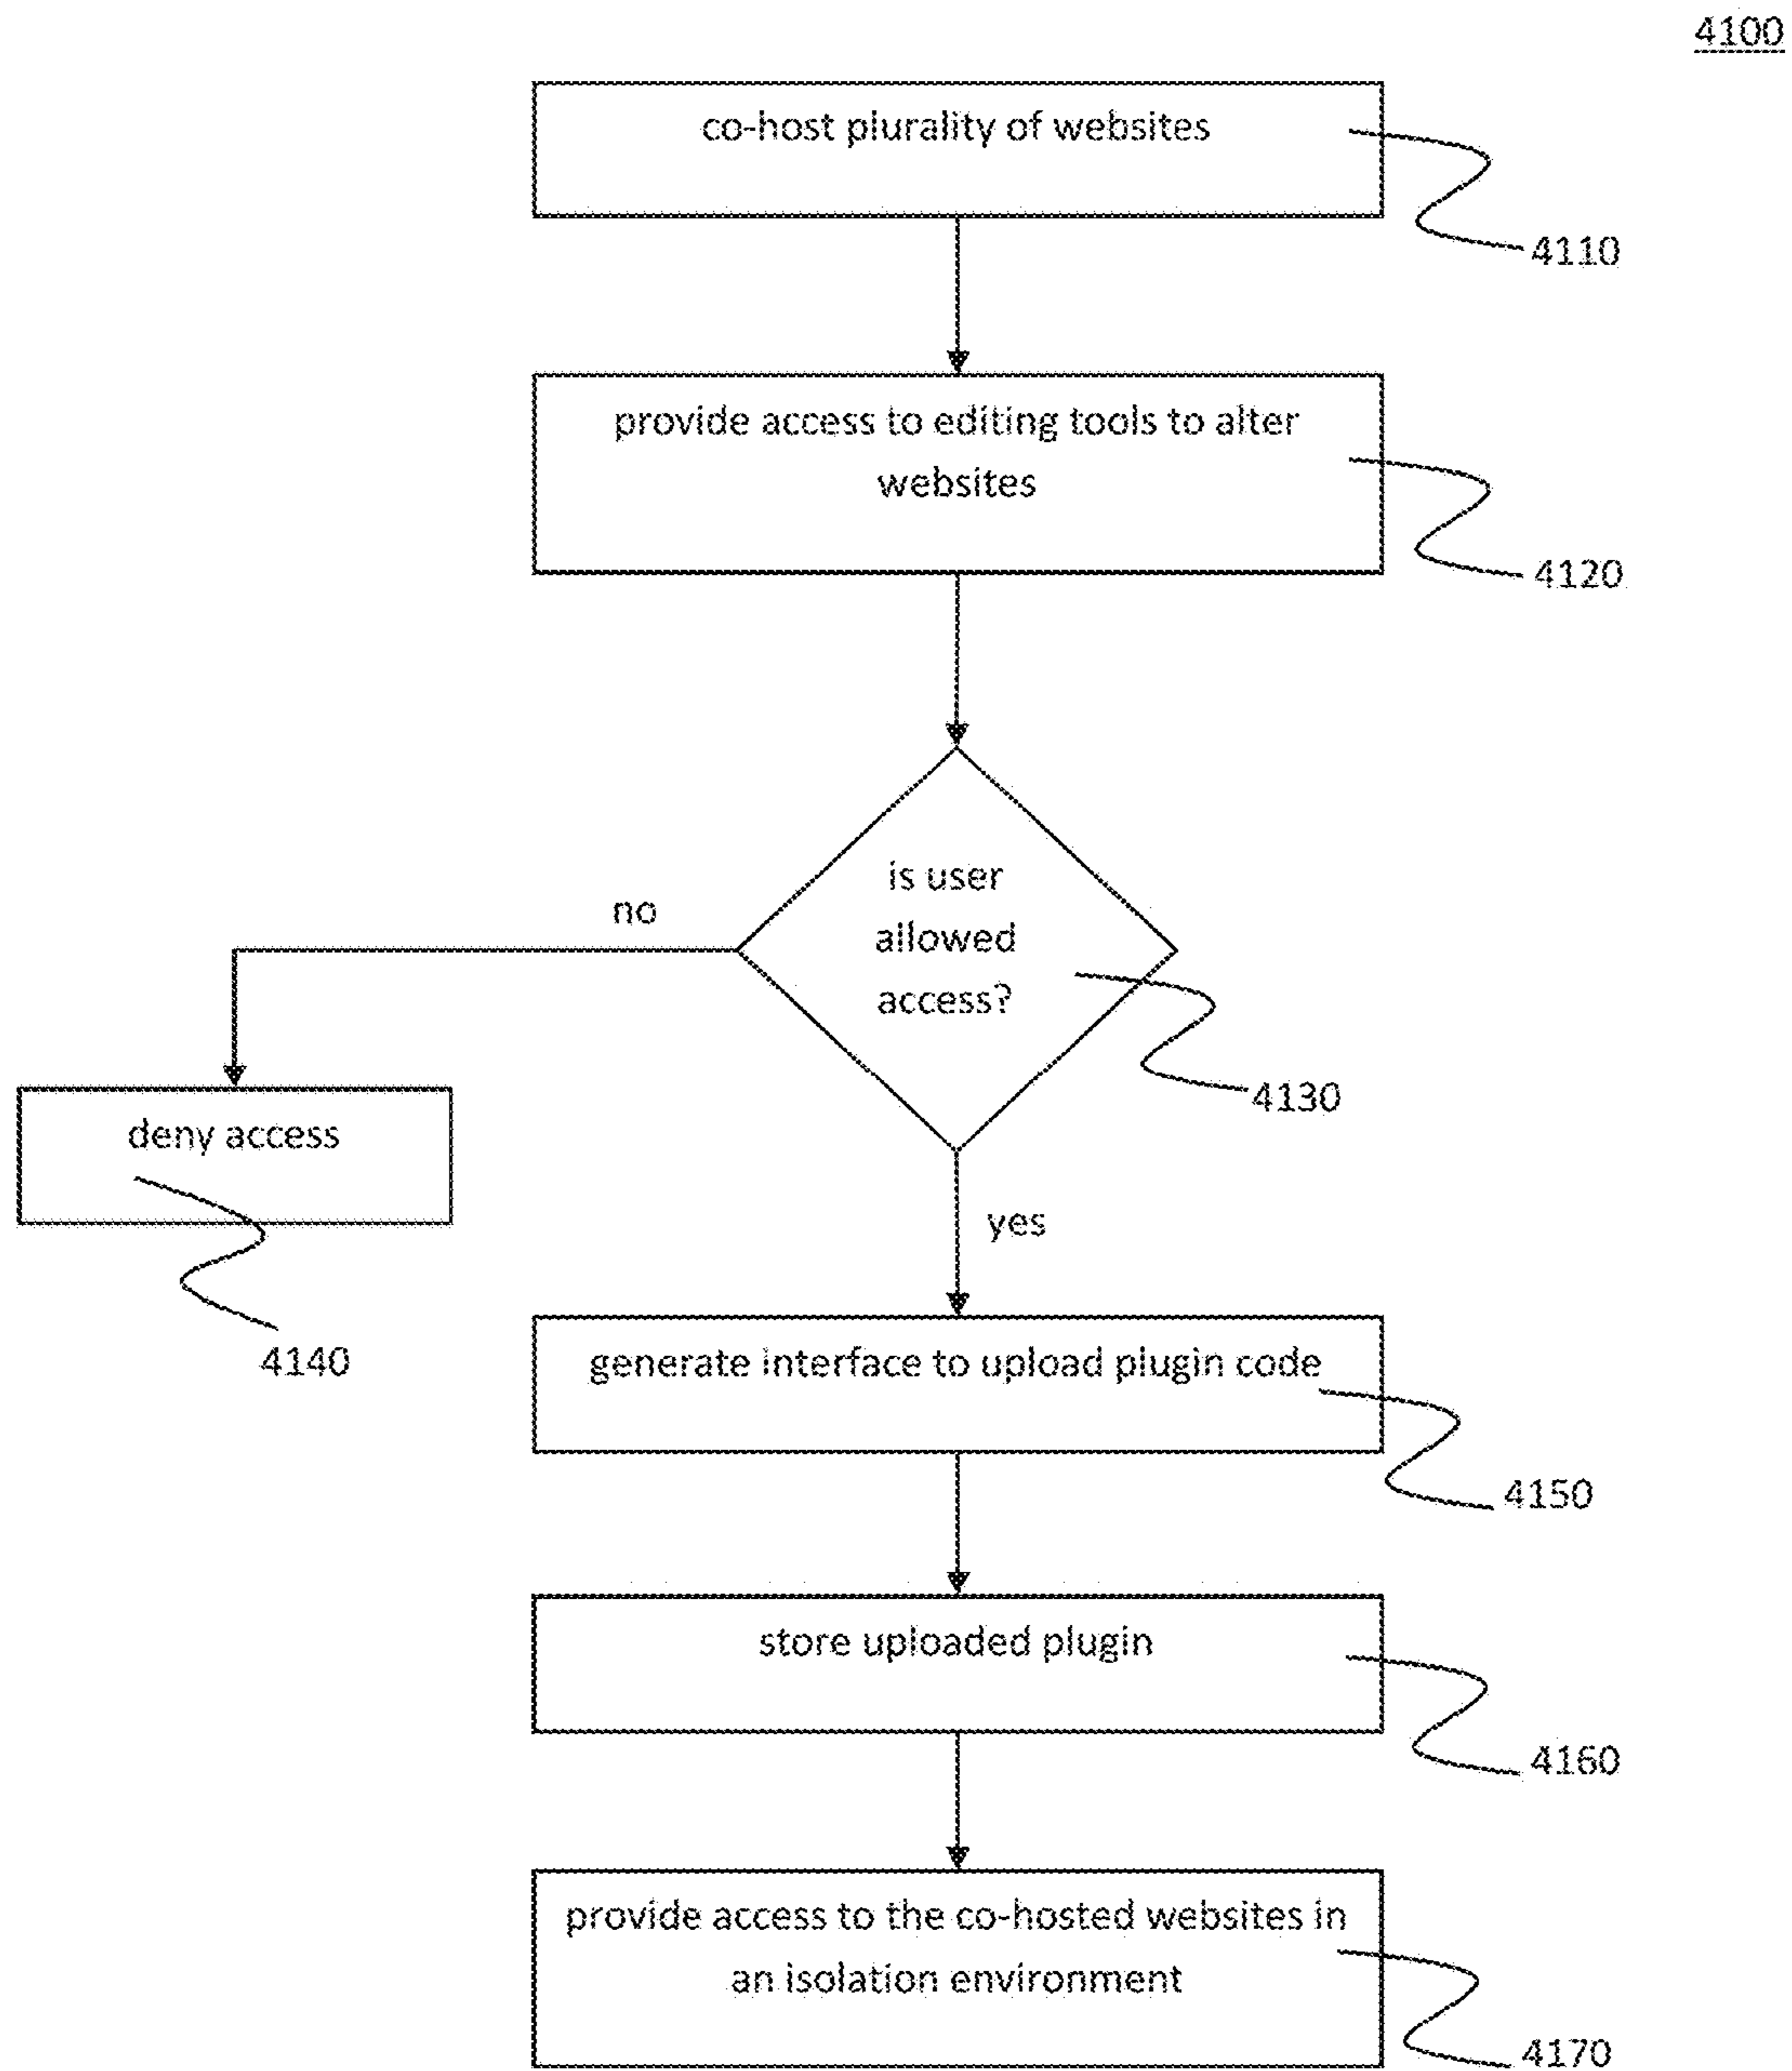 4100
co-host plurality of websites
4110
provide access to editing tools to alter
websites
4120
is user
allowed
access?
no
4130
deny access
yes
4140
generate interface to upload plugin code
4150
store uploaded plugin
4160
provide access to the co-hosted websites in
an isolation environment
4170